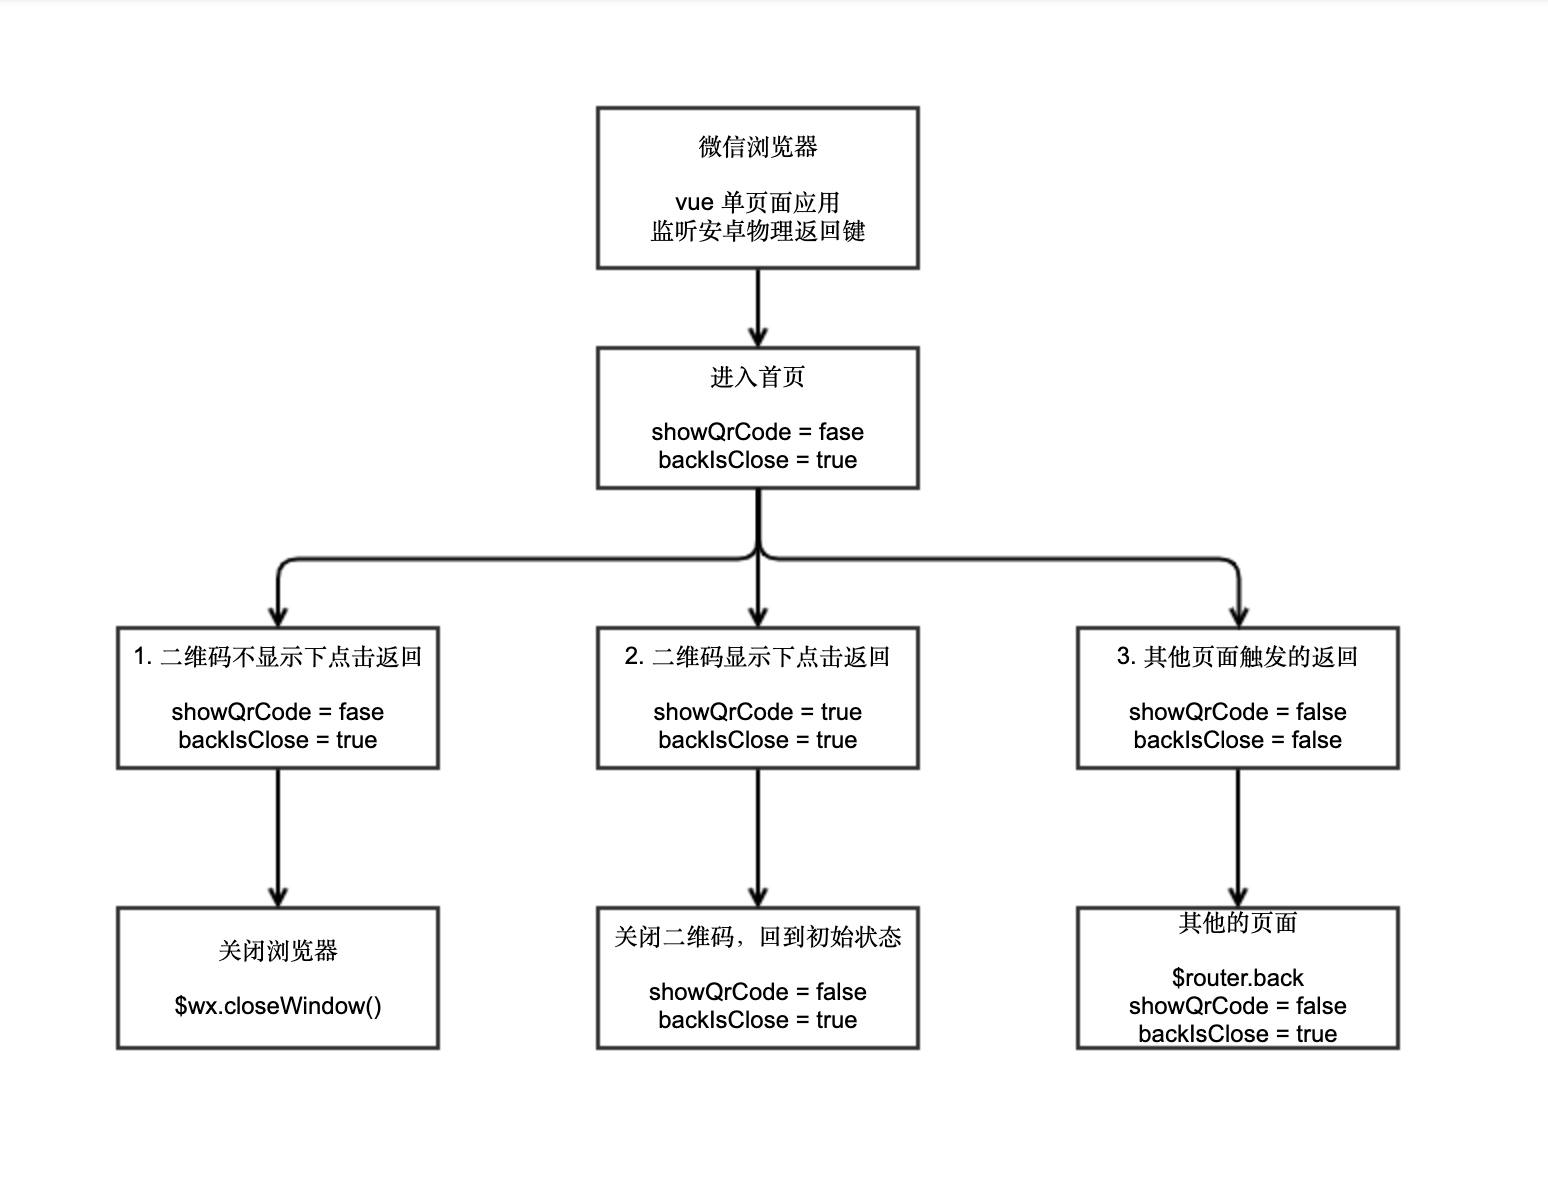 微信浏览器
vue 单页面应用
监听安卓物理返回键
进入首页
showQrCode = fase
backIsClose = true
1. 二维码不显示下点击返回
showQrCode = fase
backIsClose = true
2. 二维码显示下点击返回
showQrCode = true
backIsClose = true
3. 其他页面触发的返回
showQrCode = false
backIsClose = false
关闭浏览器
$wx.closeWindow()
关闭二维码，回到初始状态
showQrCode = false
backIsClose = true
其他的页面
$router.back
showQrCode = false
backIsClose = true